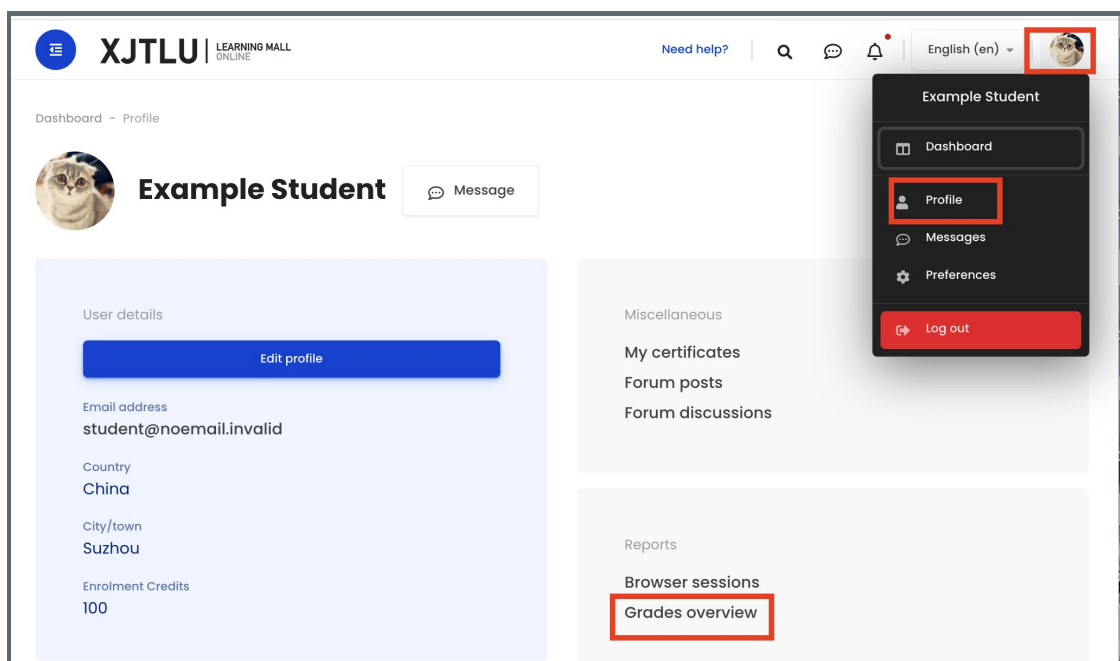 XJTLU LEARNING MALL
ONLINE
Need help?
English (en)
Example Student
Dashboard
Profile
Messages
Preferences
Log out
Dashboard - Profile
Example Student
Message
User details
Edit profile
Email address
student@noemail.invalid
Country
China
City/town
Suzhou
Enrolment Credits
100
Miscellaneous
My certificates
Forum posts
Forum discussions
Reports
Browser sessions
Grades overview